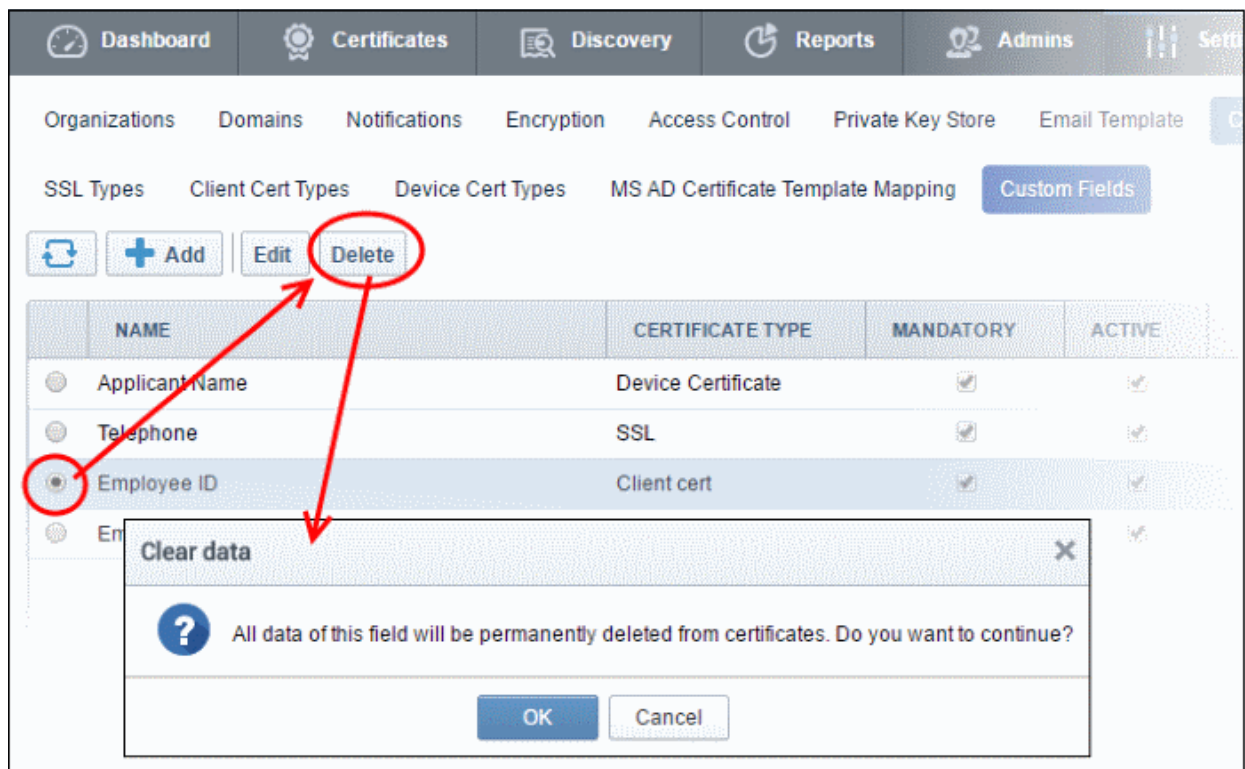 Dashboard Certificates Discovery Reports Admins
Organizations Domains Notifications Encryption Access Control Private Key Store Email Template
SSL Types Client Cert Types Device Cert Types MS AD Certificate Template Mapping Custom Fields
Add Edit Delete
NAME CERTIFICATE TYPE MANDATORY ACTIVE
Applicant Name Device Certificate
Telephone SSL
Employee ID Client cert
Clear data
All data of this field will be permanently deleted from certificates. Do you want to continue?
OK Cancel